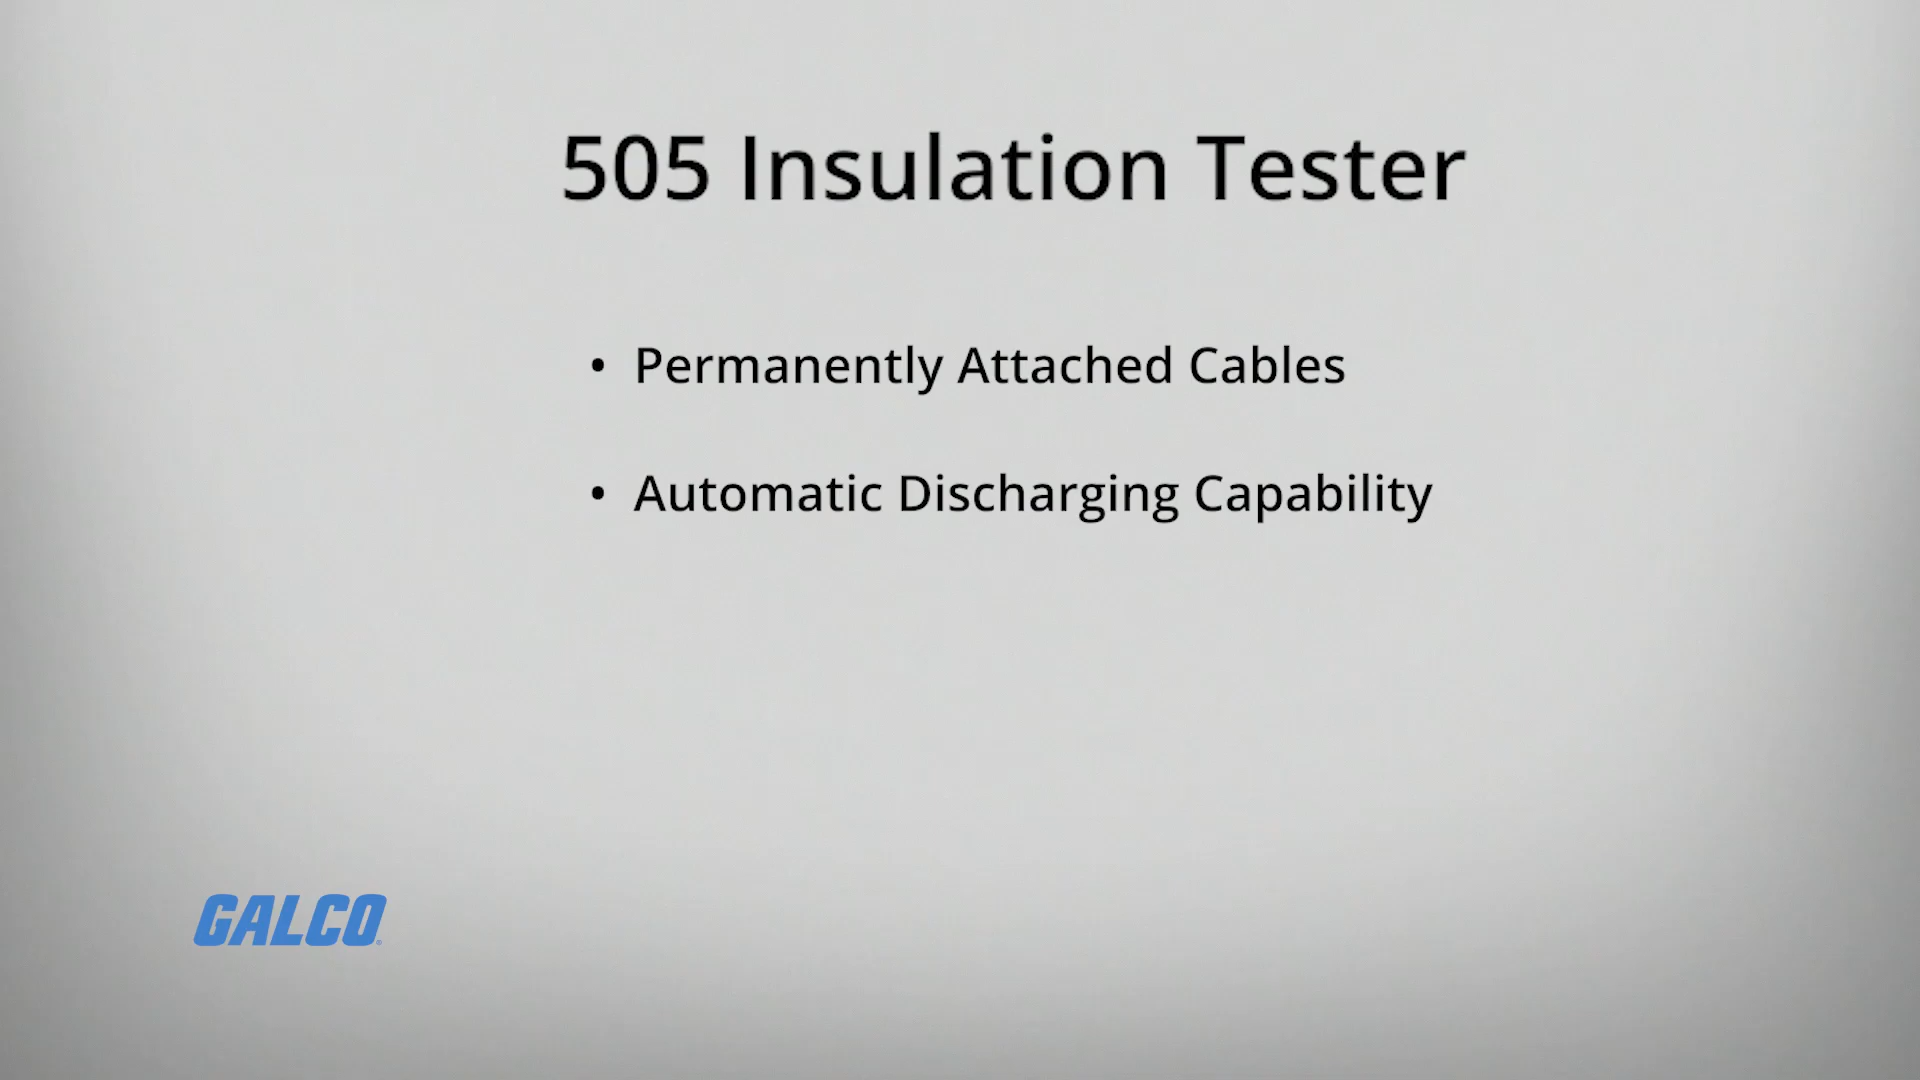 505 Insulation Tester
• Permanently Attached Cables
• Automatic Discharging Capability
GALCO